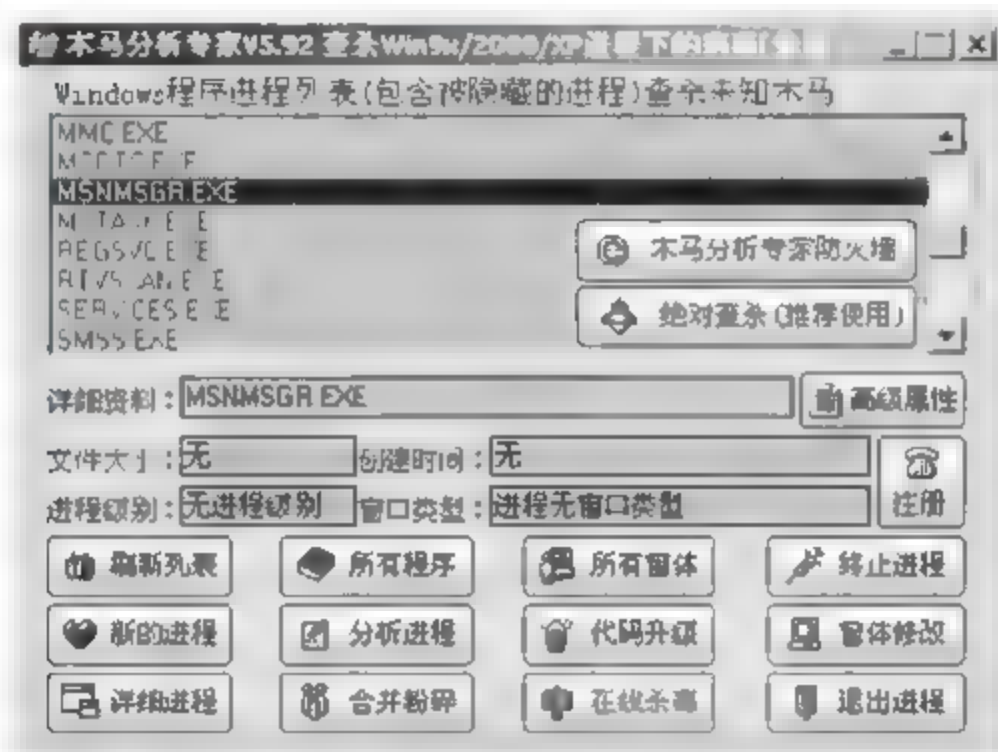 木马分析专家V5.92 查杀Win9x/2000/XP
Windows程序进程列表(包含被隐藏的进程)查杀未知木马
MMC.EXE
MSNMSGR.EXE
REGSVC.EXE
SERVICES.EXE
SMSS.EXE
木马分析专家防火墙
绝对查杀(推荐使用)
详细资料:MSNMSGR.EXE
高级属性
文件大小:无
创建时间:无
注册
进程级别:无进程级别
窗口类型:进程无窗口类型
刷新列表
所有程序
所有窗体
终止进程
新的进程
分析进程
代码升级
窗体修改
详细进程
合并粉碎
在线杀毒
退出进程